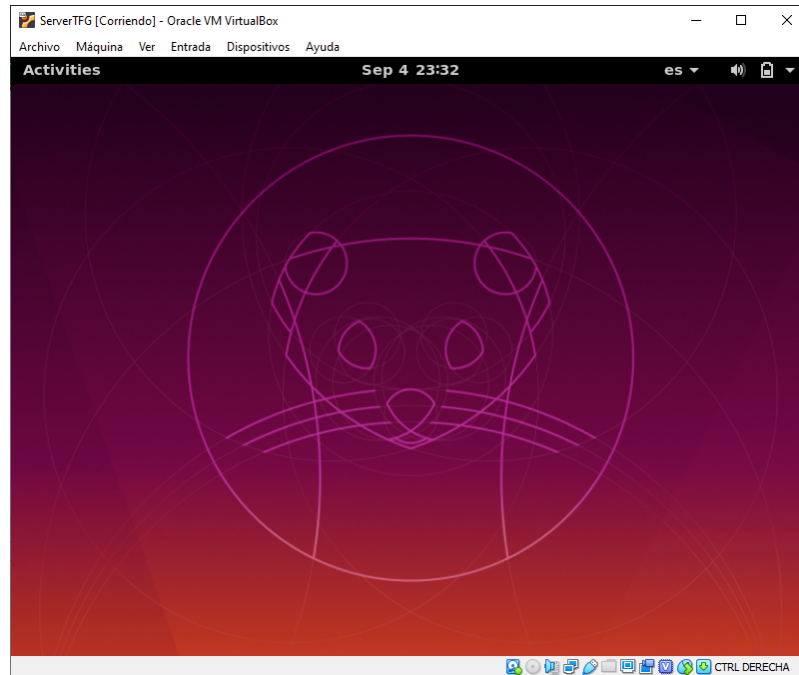 ServerTFG [Corriendo] - Oracle VM VirtualBox
Archivo Máquina Ver Entrada Dispositivos Ayuda
Activities Sep 4 23:32 es
CTRL DERECHA